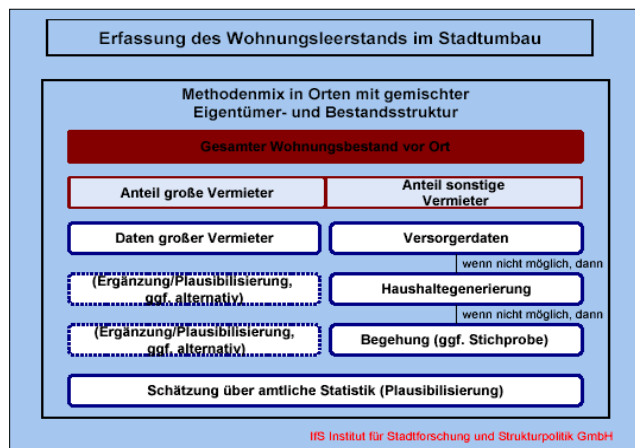 Erfassung des Wohnungsleerstands im Stadtumbau
Methodenmix in Orten mit gemischter
Eigentümer- und Bestandsstruktur
Gesamter Wohnungsbestand vor Ort
Anteil große Vermieter
Anteil sonstige
Vermieter
Daten großer Vermieter
Versorgerdaten
wenn nicht möglich, dann
(Ergänzung/Plausibilisierung,
ggf. alternativ)
Haushaltegenerierung
wenn nicht möglich, dann
(Ergänzung/Plausibilisierung,
ggf. alternativ)
Begehung (ggf. Stichprobe)
Schätzung über amtliche Statistik (Plausibilisierung)
IfS Institut für Stadtforschung und Strukturpolitik GmbH